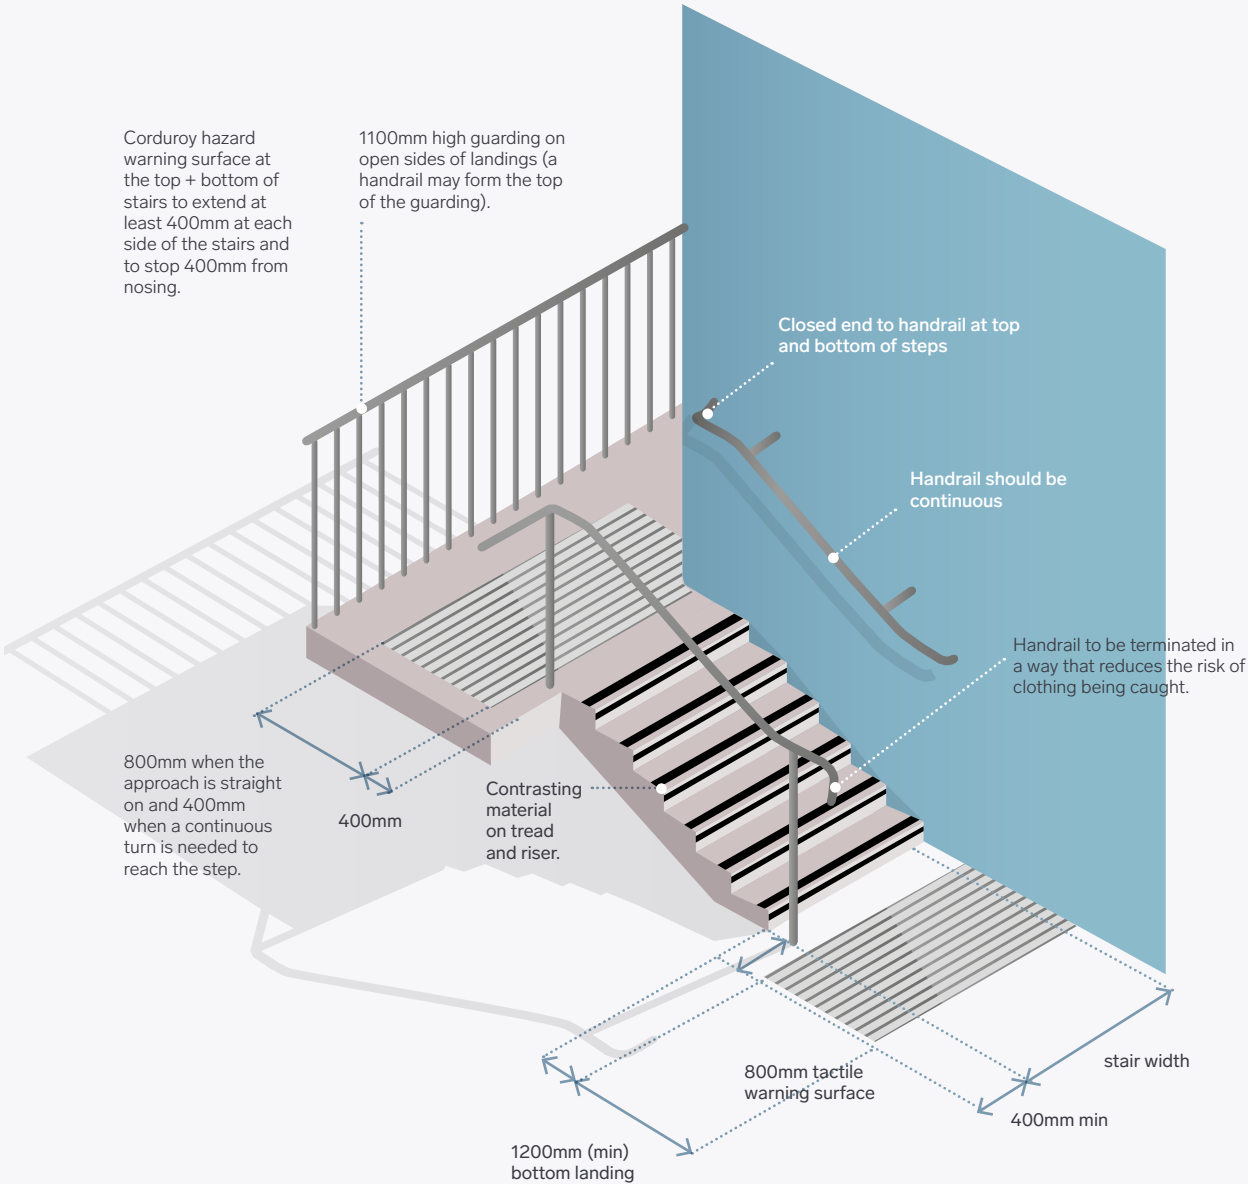 Corduroy hazard
warning surface at
the top + bottom of
stairs to extend at
least 400mm at each
side of the stairs and
to stop 400mm from
nosing.
1100mm high guarding on
open sides of landings (a
handrail may form the top
of the guarding).
Closed end to handrail at top
and bottom of steps
Handrail should be
continuous
Handrail to be terminated in
a way that reduces the risk of
clothing being caught.
800mm when the
approach is straight
on and 400mm
when a continuous
turn is needed to
reach the step.
400mm
Contrasting
material
on tread
and riser.
800mm tactile
warning surface
stair width
400mm min
1200mm (min)
bottom landing